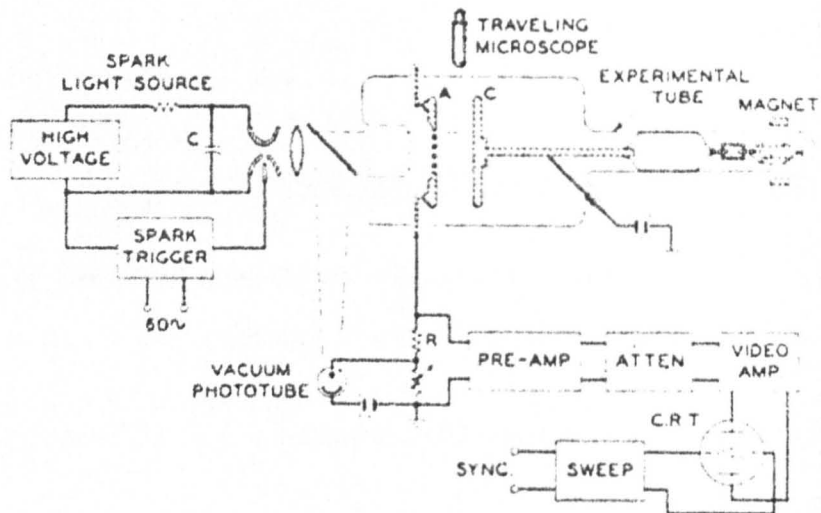 TRAVELING
MICROSCOPE
SPARK
LIGHT SOURCE
EXPERIMENTAL
TUBE
MAGNET
A
C
HIGH
VOLTAGE
C
SPARK
TRIGGER
60~
R
VACUUM
PHOTOTUBE
PRE-AMP
ATTEN
VIDEO
AMP
C.R.T
SYNC.
SWEEP